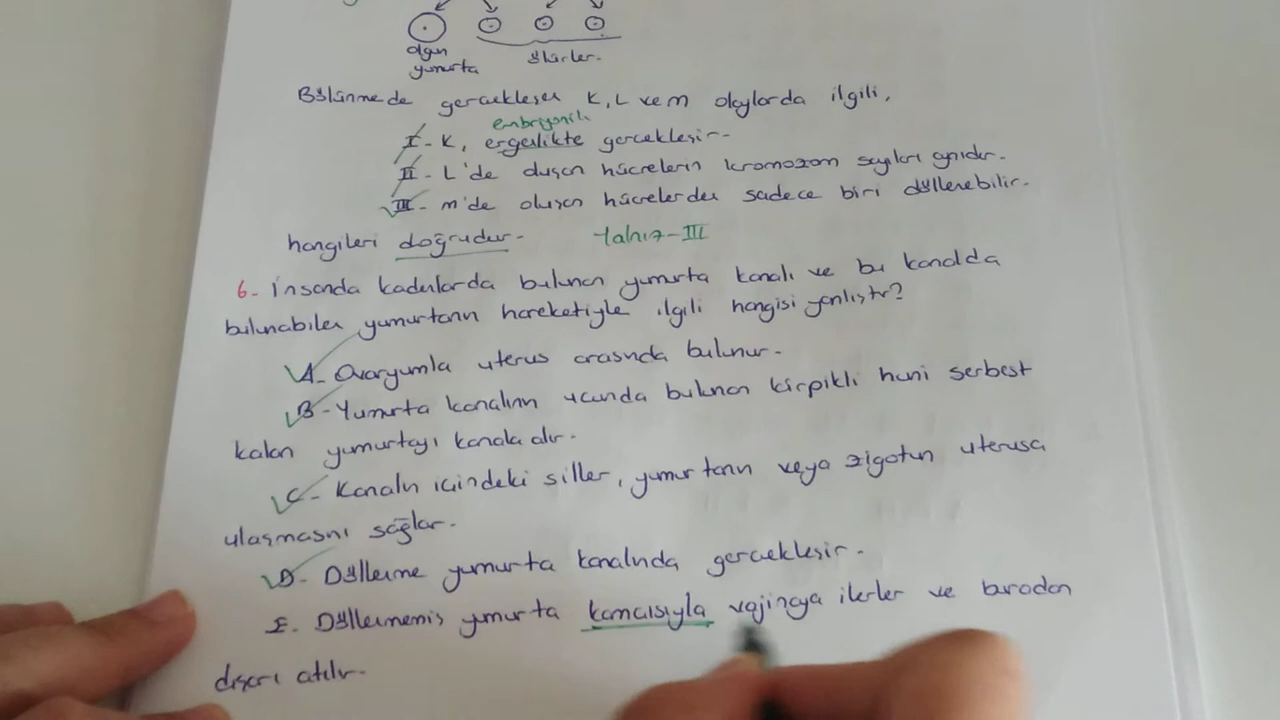 olgun
yumurta
ölürler.
Bölünmede gerçekleşen K, L ve m olaylarda ilgili,
embriyonik
I- K, ergenlikte gerçekleşir-
II- L'de oluşan hücrelerin kromozom sayıları aynıdır.
III- m'de oluşan hücrelerden sadece biri döllenebilir.
hangileri doğrudur- Yalnız-III
6- İnsanda kadınlarda bulunan yumurta kanalı ve bu kanalda
bulunabilen yumurtanın hareketiyle ilgili hangisi yanlıştır?
A- Ovaryumla uterus arasında bulunur.
B- Yumurta kanalının ucunda bulunan kirpikli huni serbest
kalan yumurtayı kanala alır.
C- Kanalın içindeki siller, yumurtanın veya zigotun uterusa
ulaşmasını sağlar.
D- Döllenme yumurta kanalında gerçekleşir.
E. Döllenmemiş yumurta kamçısıyla vajinaya ilerler ve buradan
dışarı atılır.